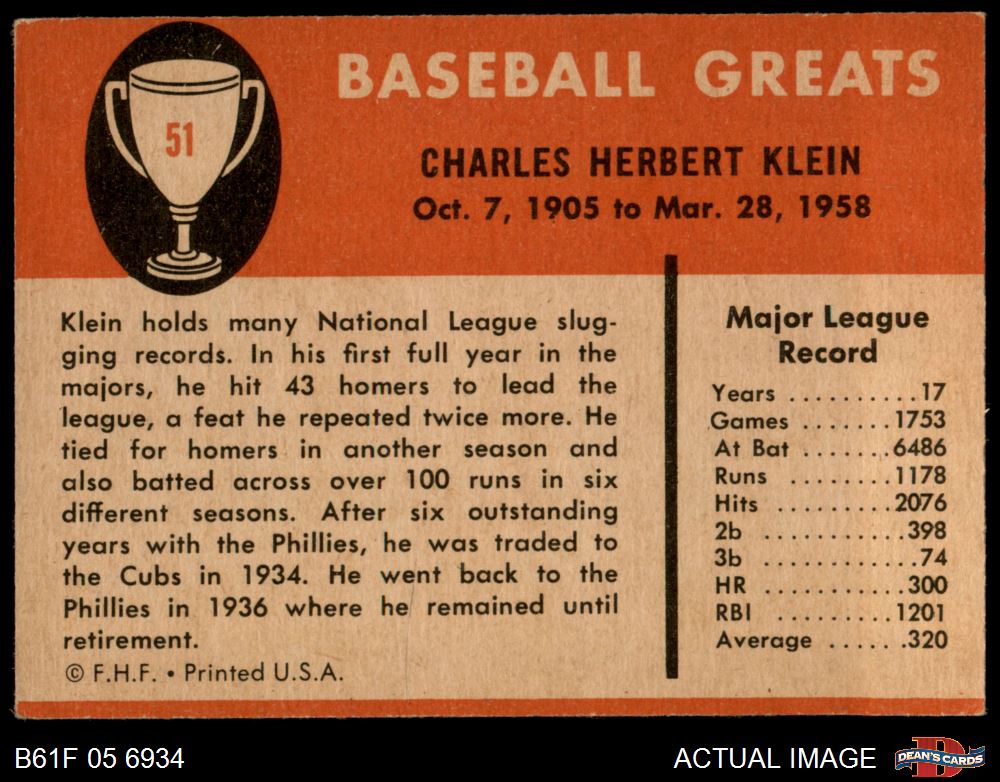 51
BASEBALL GREATS
CHARLES HERBERT KLEIN
Oct. 7, 1905 to Mar. 28, 1958
Klein holds many National League slug-
ging records. In his first full year in the
majors, he hit 43 homers to lead the
league, a feat he repeated twice more. He
tied for homers in another season and
also batted across over 100 runs in six
different seasons. After six outstanding
years with the Phillies, he was traded to
the Cubs in 1934. He went back to the
Phillies in 1936 where he remained until
retirement.
© F.H.F. • Printed U.S.A.
Major League
Record
Years ..........17
Games .......1753
At Bat .......6486
Runs ........1178
Hits .........2076
2b ...........398
3b ............74
HR ...........300
RBI .........1201
Average ......320
B61F 05 6934
ACTUAL IMAGE
D
DEAN'S CARDS